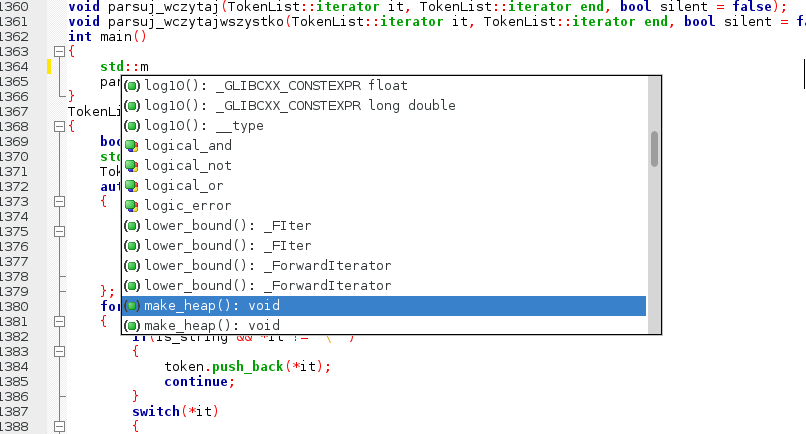 1360 void parsuj_wczytaj(TokenList::iterator it, TokenList::iterator end, bool silent = false);
1361 void parsuj_wczytajwszystko(TokenList::iterator it, TokenList::iterator end, bool silent = fa
1362 int main()
1363 {
1364 std::m
1365 par
1366 }
1367 TokenLi
1368 {
1369 boo
1370 std
1371 Tok
1372 aut
1373 {
1374
1375
1376
1377
1378
1379 };
1380 for
1381 {
1382 if(is_string && *it !=
1383 {
1384 token.push_back(*it);
1385 continue;
1386 }
1387 switch(*it)
1388 {
log10(): _GLIBCXX_CONSTEXPR float
log10(): _GLIBCXX_CONSTEXPR long double
log10(): __type
logical_and
logical_not
logical_or
logic_error
lower_bound(): _FIter
lower_bound(): _FIter
lower_bound(): _ForwardIterator
lower_bound(): _ForwardIterator
make_heap(): void
make_heap(): void